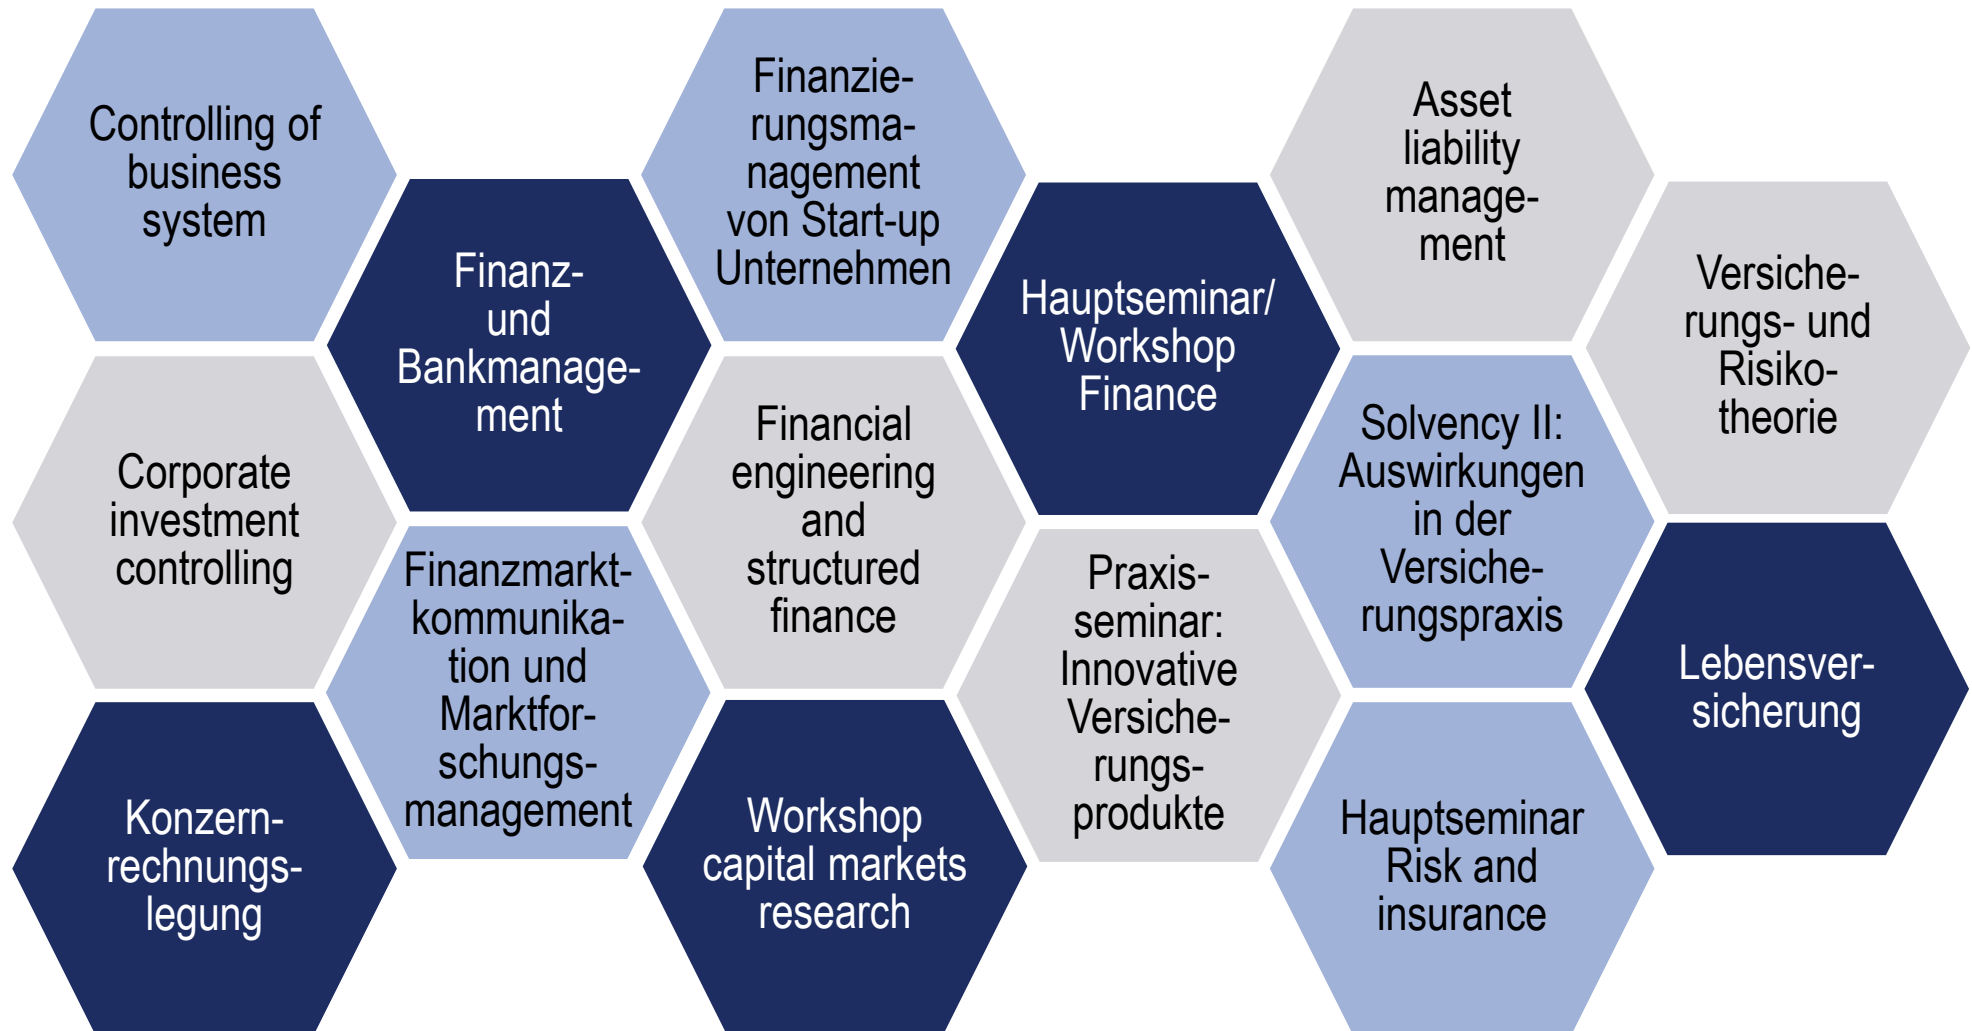 Controlling of
business
system
Corporate
investment
controlling
Konzern-
rechnungs-
legung
Finanz-
und
Bankmanage-
ment
Finanzmarkt-
kommunika-
tion und
Marktfor-
schungs-
management
Finanzie-
rungsma-
nagement
von Start-up
Unternehmen
Financial
engineering
and
structured
finance
Workshop
capital markets
research
Hauptseminar/
Workshop
Finance
Praxis-
seminar:
Innovative
Versiche-
rungs-
produkte
Asset
liability
manage-
ment
Solvency II:
Auswirkungen
in der
Versiche-
rungspraxis
Hauptseminar
Risk and
insurance
Versiche-
rungs- und
Risiko-
theorie
Lebensver-
sicherung